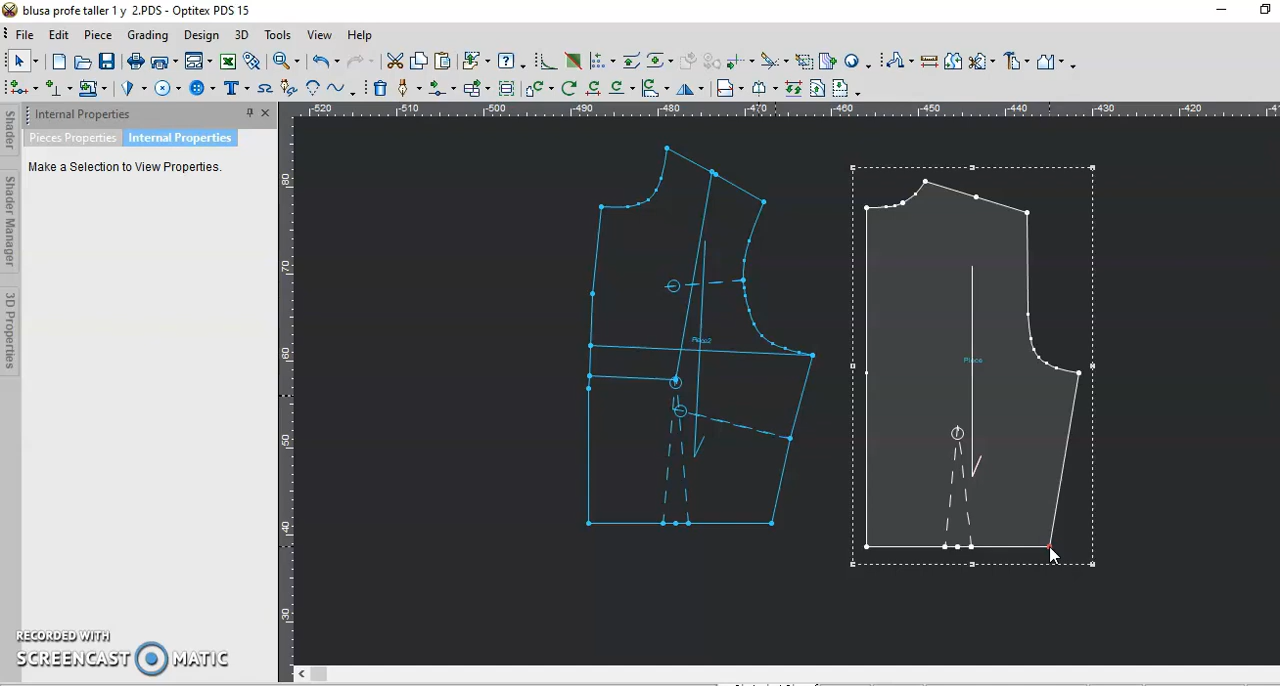 blusa profe taller 1 y  2.PDS - Optitex PDS 15
File Edit Piece Grading Design 3D Tools View Help
-520 -510 -500 -490 -480 -470 -460 -450 -440 -430 -420
Internal Properties
Pieces Properties Internal Properties
Make a Selection to View Properties.
Shader
Shader Manager
3D Properties
80
70
60
50
40
30
Piece2
Piece
RECORDED WITH
SCREENCAST MATIC